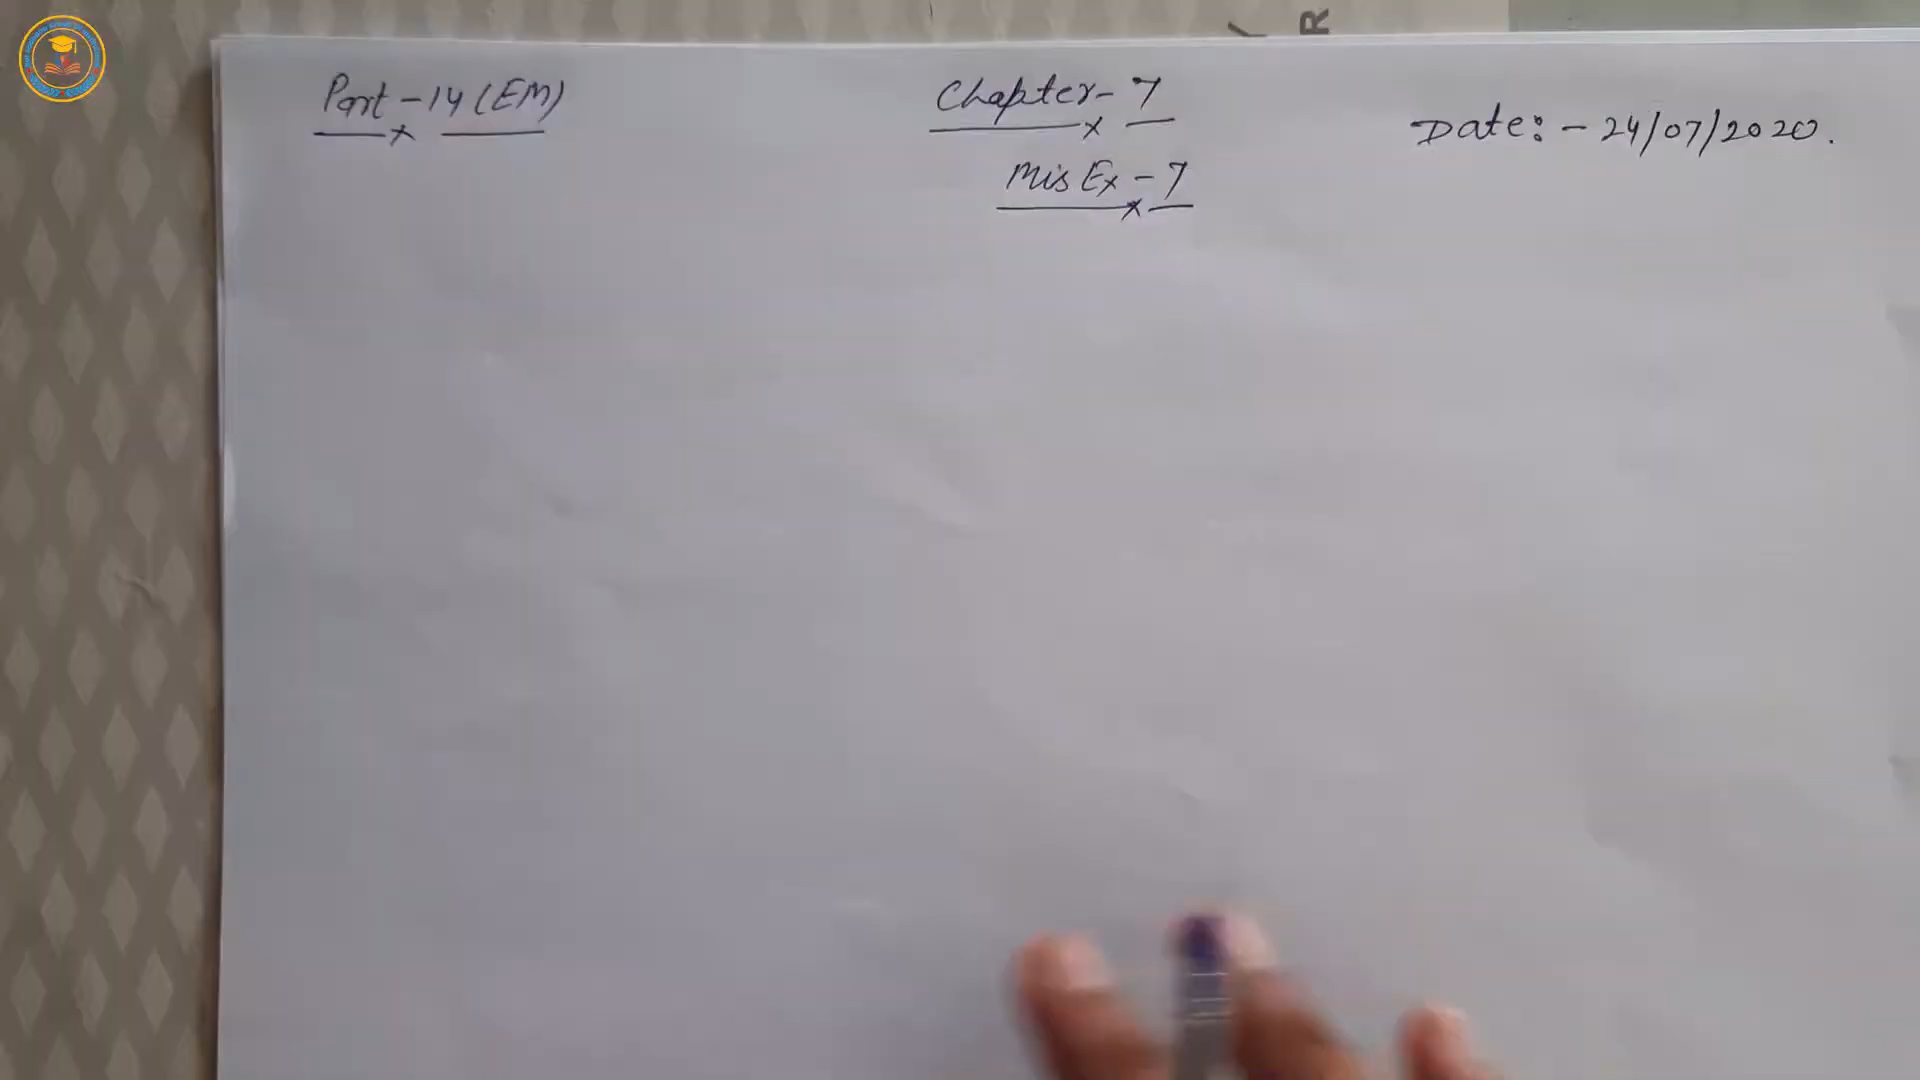 R
Part - 14 (EM)
Chapter - 7
Date: - 24/07/2020.
Mis Ex - 7